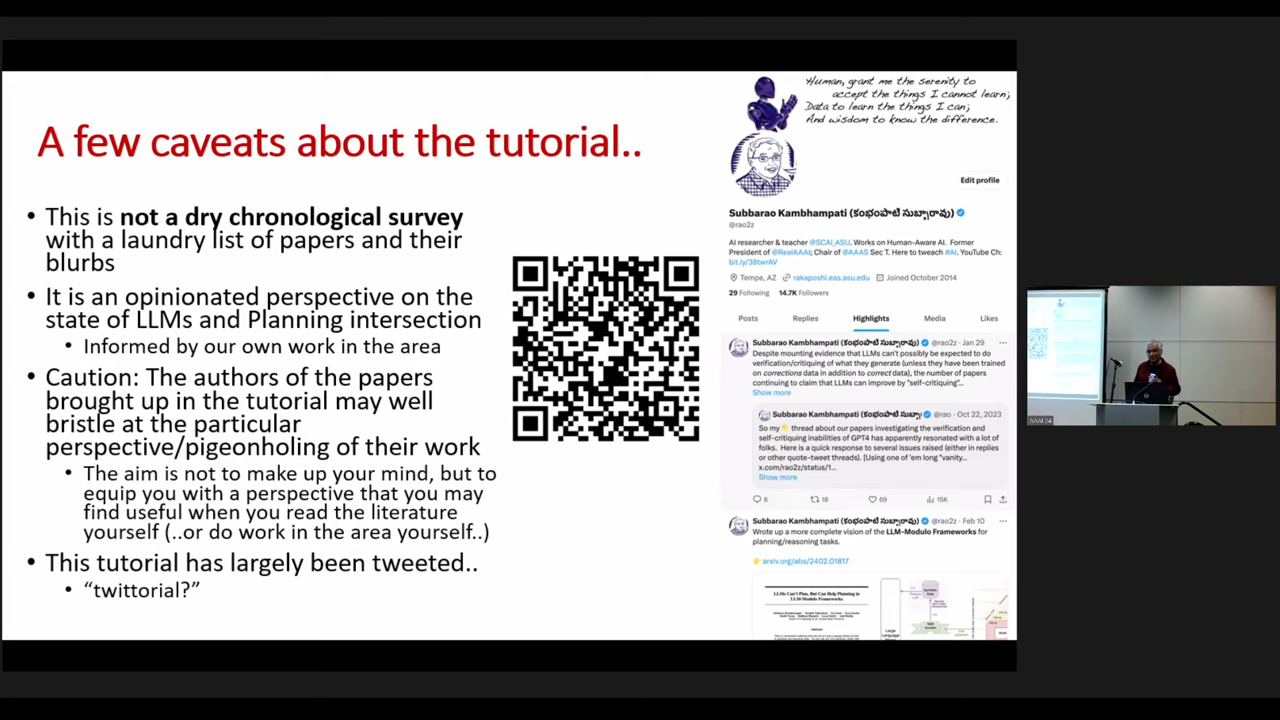 A few caveats about the tutorial..
• This is not a dry chronological survey
with a laundry list of papers and their
blurbs
• It is an opinionated perspective on the
state of LLMs and Planning intersection
• Informed by our own work in the area
• Caution: The authors of the papers
brought up in the tutorial may well
bristle at the particular
perspective/pigeonholing of their work
• The aim is not to make up your mind, but to
equip you with a perspective that you may
find useful when you read the literature
yourself (..or do work in the area yourself..)
• This tutorial has largely been tweeted..
• “twittorial?”
Human, grant me the serenity to
accept the things I cannot learn;
Data to learn the things I can;
And wisdom to know the difference.
Edit profile
Subbarao Kambhampati (కంభంపాటి సుబ్బారావు)
@rao2z
AI researcher & teacher @SCAI_ASU. Works on Human-Aware AI. Former
President of @RealAAAI; Chair of @AAAS Sec T. Here to tweach #AI. YouTube Ch:
bit.ly/38twrAV
Tempe, AZ rakaposhi.eas.asu.edu Joined October 2014
29 Following 14.7K Followers
Posts Replies Highlights Media Likes
Subbarao Kambhampati (కంభంపాటి సుబ్బారావు) @rao2z · Jan 29
Despite mounting evidence that LLMs can't possibly be expected to do
verification/critiquing of what they generate (unless they have been trained
on corrections data in addition to correct data), the number of papers
continuing to claim that LLMs can improve by "self-critiquing"...
Show more
Subbarao Kambhampati (కంభంపాటి సుబ్బా @rao · Oct 22, 2023
So my 👇 thread about our papers investigating the verification and
self-critiquing inabilities of GPT4 has apparently resonated with a lot of
folks. Here is a quick response to several issues raised (either in replies
or other quote-tweet threads). [Using one of 'em long "vanity...
x.com/rao2z/status/1...
Show more
6 18 69 15K
Subbarao Kambhampati (కంభంపాటి సుబ్బారావు) @rao2z · Feb 10
Wrote up a more complete vision of the LLM-Modulo Frameworks for
planning/reasoning tasks.
👉 arxiv.org/abs/2402.01817
LLMs Can't Plan, But Can Help Planning in
LLM-Modulo Frameworks
AAAI 24